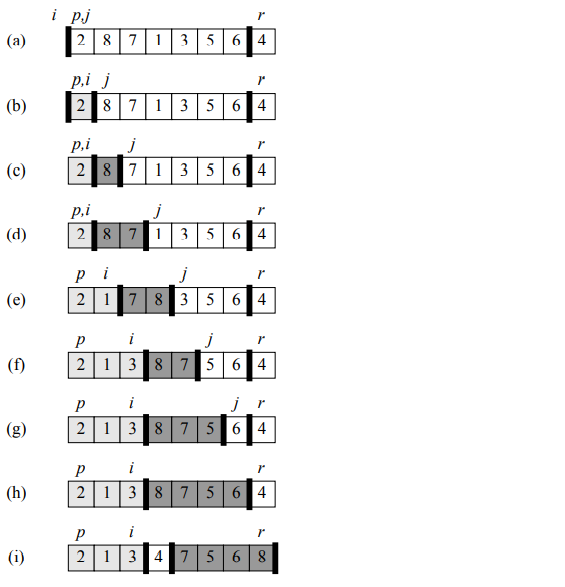 i p,j r
(a) 2 8 7 1 3 5 6 4
p,i j r
(b) 2 8 7 1 3 5 6 4
p,i j r
(c) 2 8 7 1 3 5 6 4
p,i j r
(d) 2 8 7 1 3 5 6 4
p i j r
(e) 2 1 7 8 3 5 6 4
p i j r
(f) 2 1 3 8 7 5 6 4
p i j r
(g) 2 1 3 8 7 5 6 4
p i r
(h) 2 1 3 8 7 5 6 4
p i r
(i) 2 1 3 4 7 5 6 8